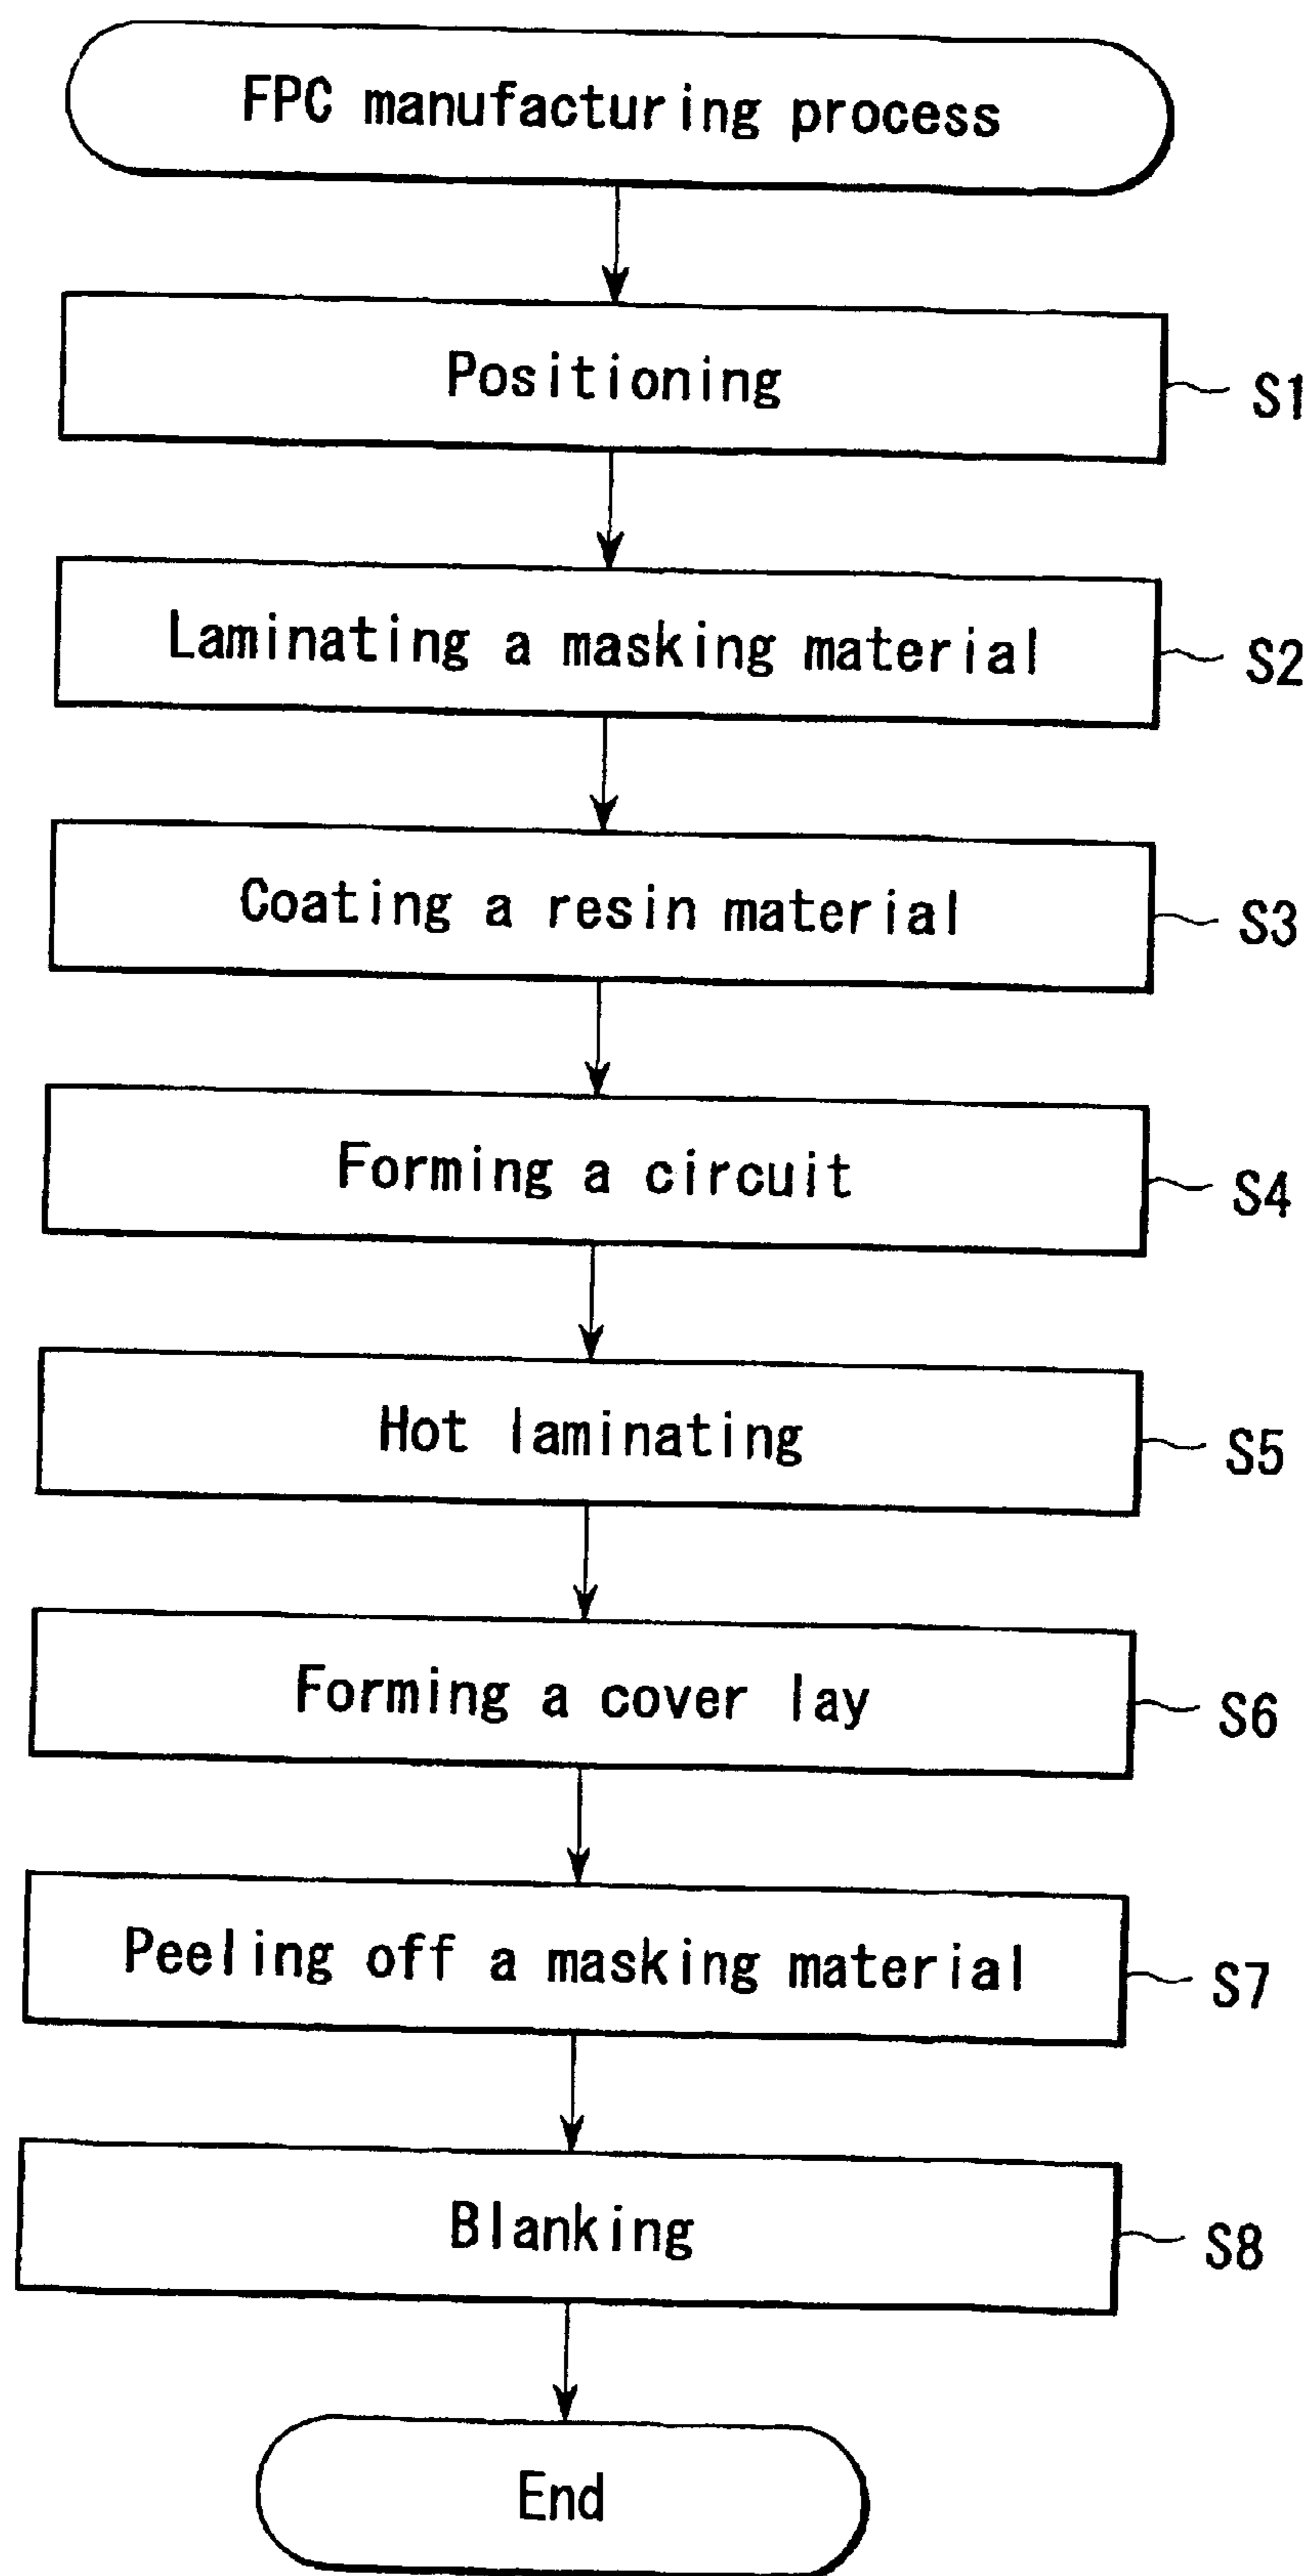 FPC manufacturing process
Positioning
S1
Laminating a masking material
S2
Coating a resin material
S3
Forming a circuit
S4
Hot laminating
S5
Forming a cover lay
S6
Peeling off a masking material
S7
Blanking
S8
End